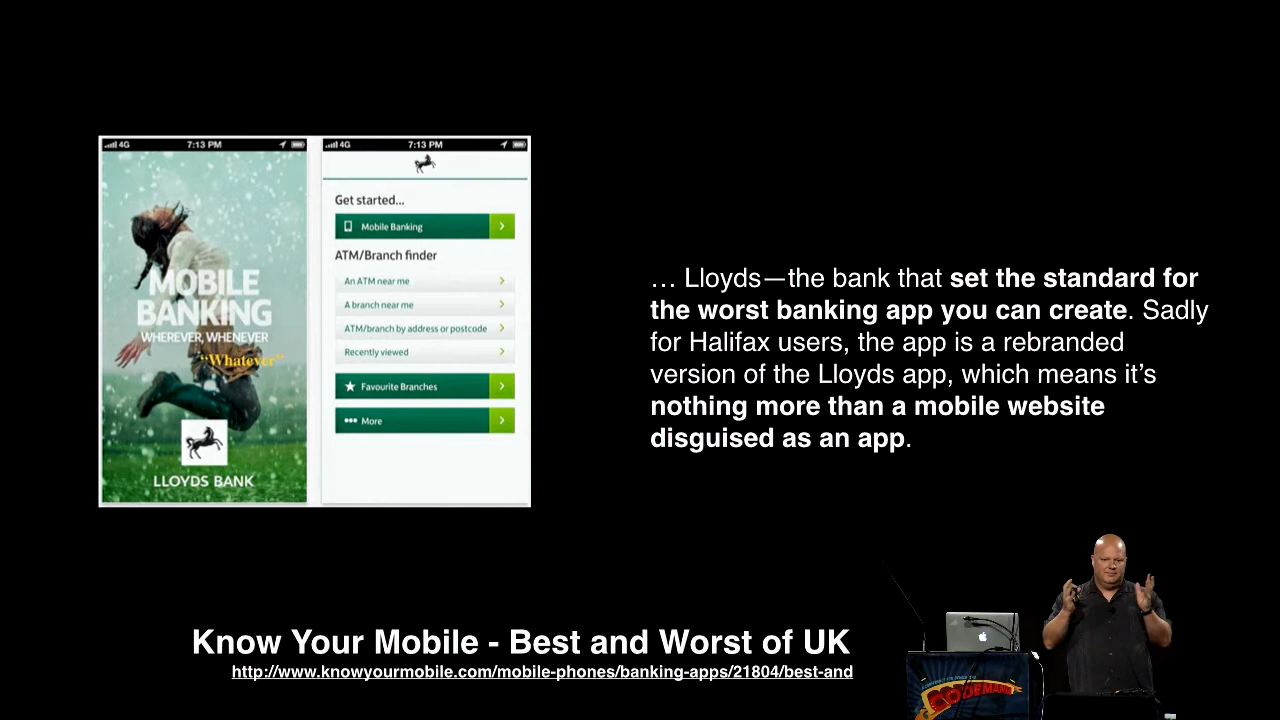 4G 7:13 PM
MOBILE
BANKING
WHEREVER, WHENEVER
“Whatever”
LLOYDS BANK
4G 7:13 PM
Get started...
Mobile Banking
ATM/Branch finder
An ATM near me
A branch near me
ATM/branch by address or postcode
Recently viewed
Favourite Branches
More
… Lloyds—the bank that set the standard for
the worst banking app you can create. Sadly
for Halifax users, the app is a rebranded
version of the Lloyds app, which means it’s
nothing more than a mobile website
disguised as an app.
Know Your Mobile - Best and Worst of UK
http://www.knowyourmobile.com/mobile-phones/banking-apps/21804/best-and
CODEMANIA